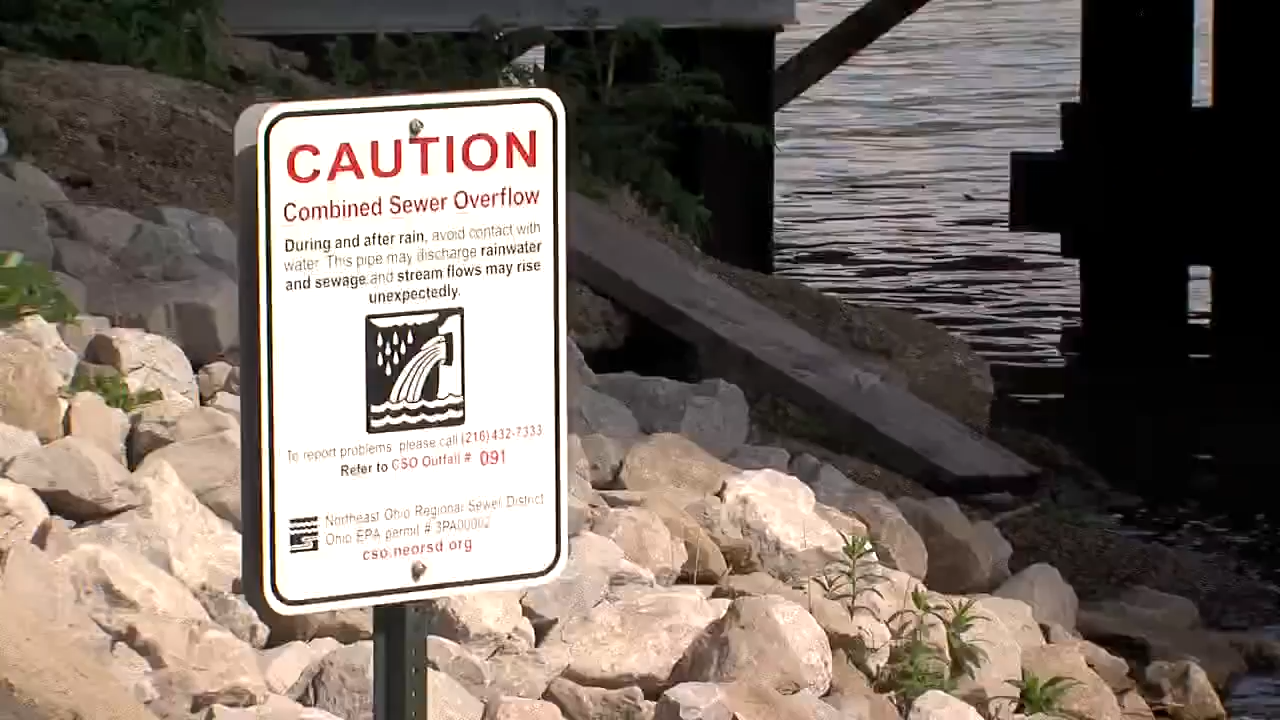 CAUTION
Combined Sewer Overflow
During and after rain, avoid contact with
water. This pipe may discharge rainwater
and sewage and stream flows may rise
unexpectedly.
To report problems please call (216)432-7333
Refer to CSO Outfall # 091
Northeast Ohio Regional Sewer District
Ohio EPA permit # 3PA00002
cso.neorsd.org